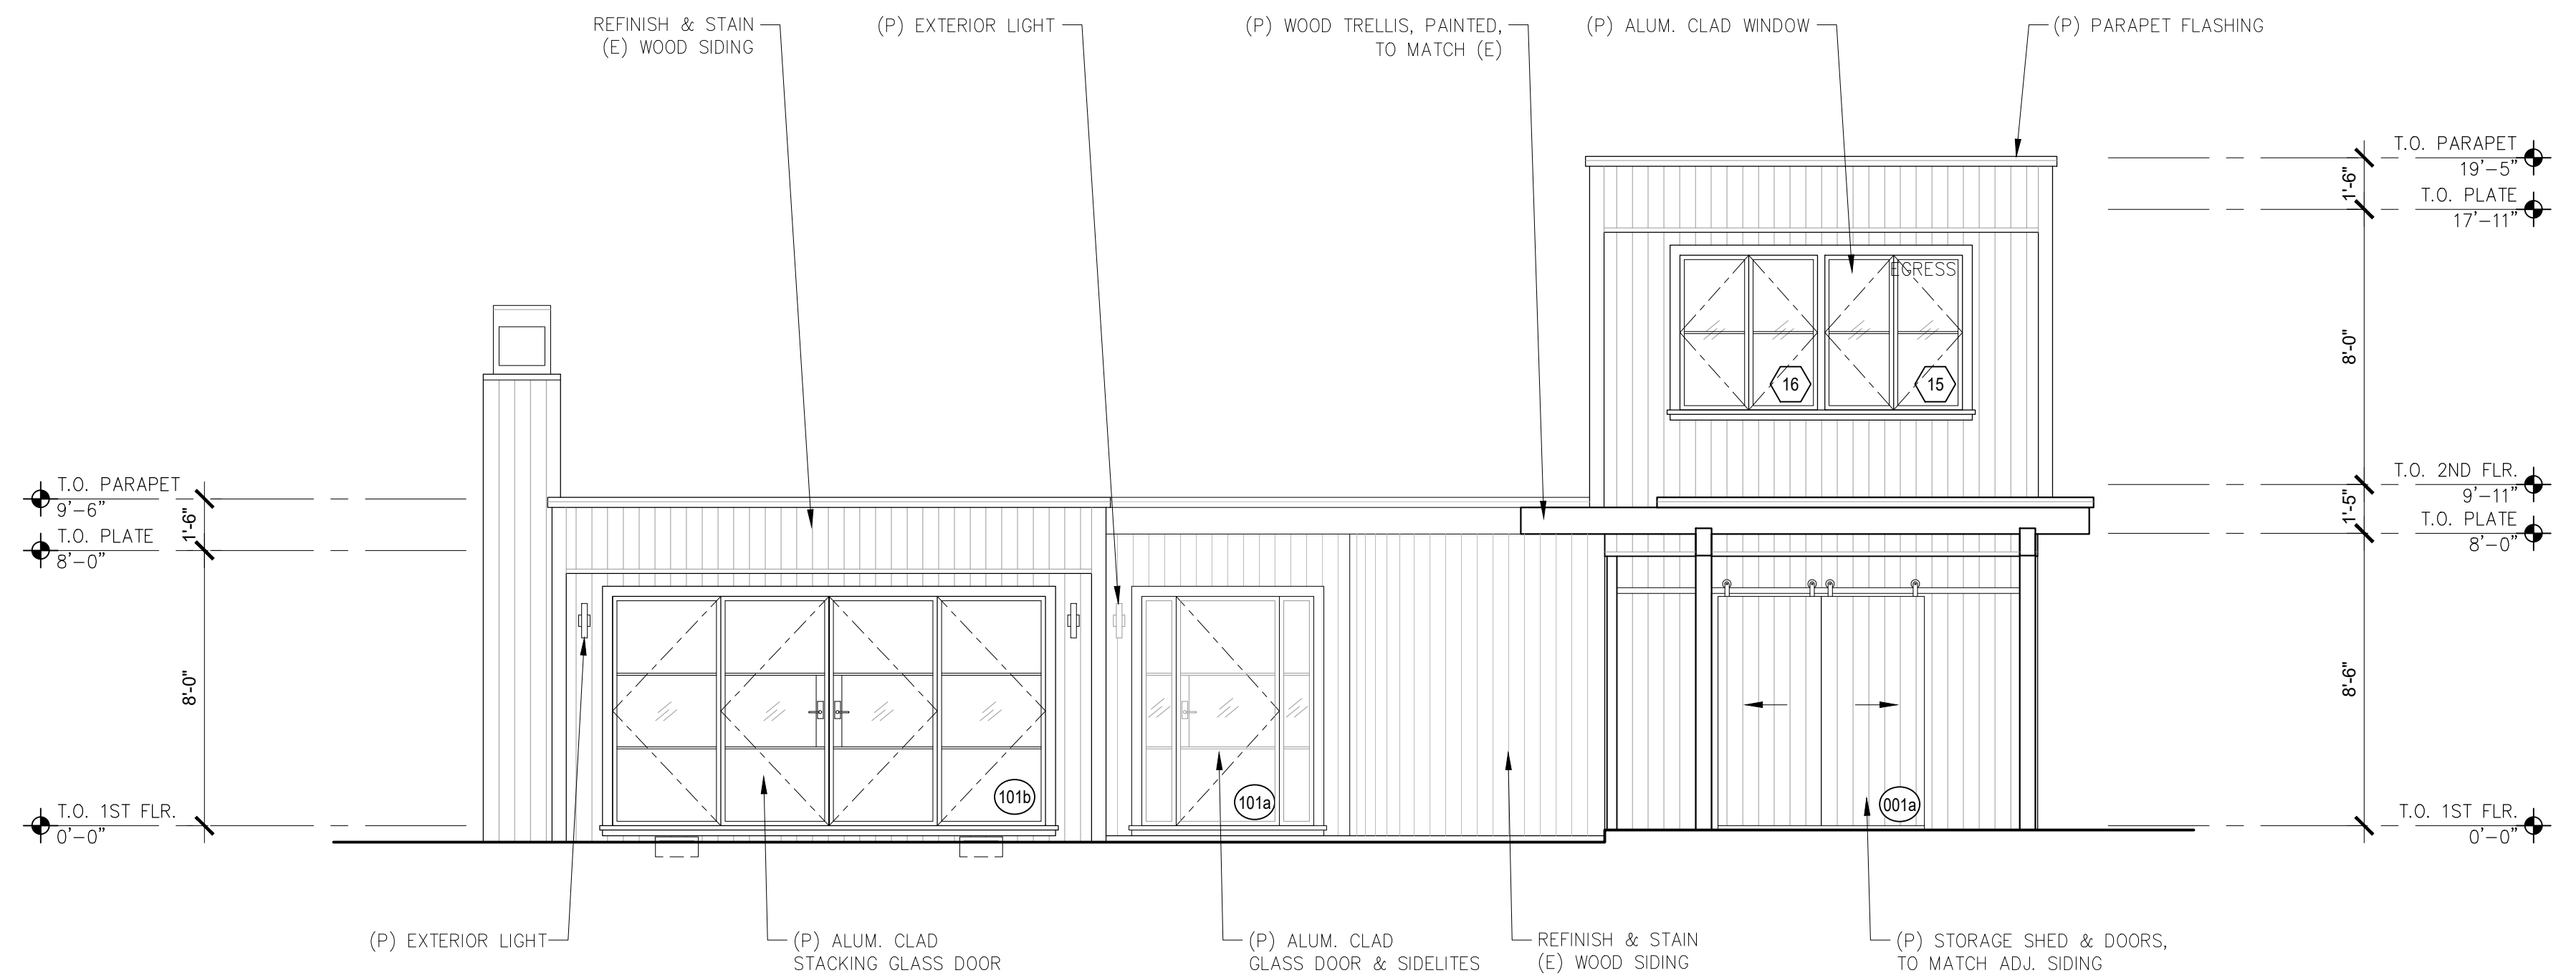 REFINISH & STAIN
(E) WOOD SIDING
(P) EXTERIOR LIGHT
(P) WOOD TRELLIS, PAINTED,
TO MATCH (E)
(P) ALUM. CLAD WINDOW
(P) PARAPET FLASHING
T.O. PARAPET
19'-5"
1'-6"
T.O. PLATE
17'-11"
EGRESS
8'-0"
16
15
T.O. PARAPET
9'-6"
1'-6"
T.O. PLATE
8'-0"
T.O. 2ND FLR.
9'-11"
1'-5"
T.O. PLATE
8'-0"
8'-0"
8'-6"
101b
101a
001a
T.O. 1ST FLR.
0'-0"
T.O. 1ST FLR.
0'-0"
(P) EXTERIOR LIGHT
(P) ALUM. CLAD
STACKING GLASS DOOR
(P) ALUM. CLAD
GLASS DOOR & SIDELITES
REFINISH & STAIN
(E) WOOD SIDING
(P) STORAGE SHED & DOORS,
TO MATCH ADJ. SIDING